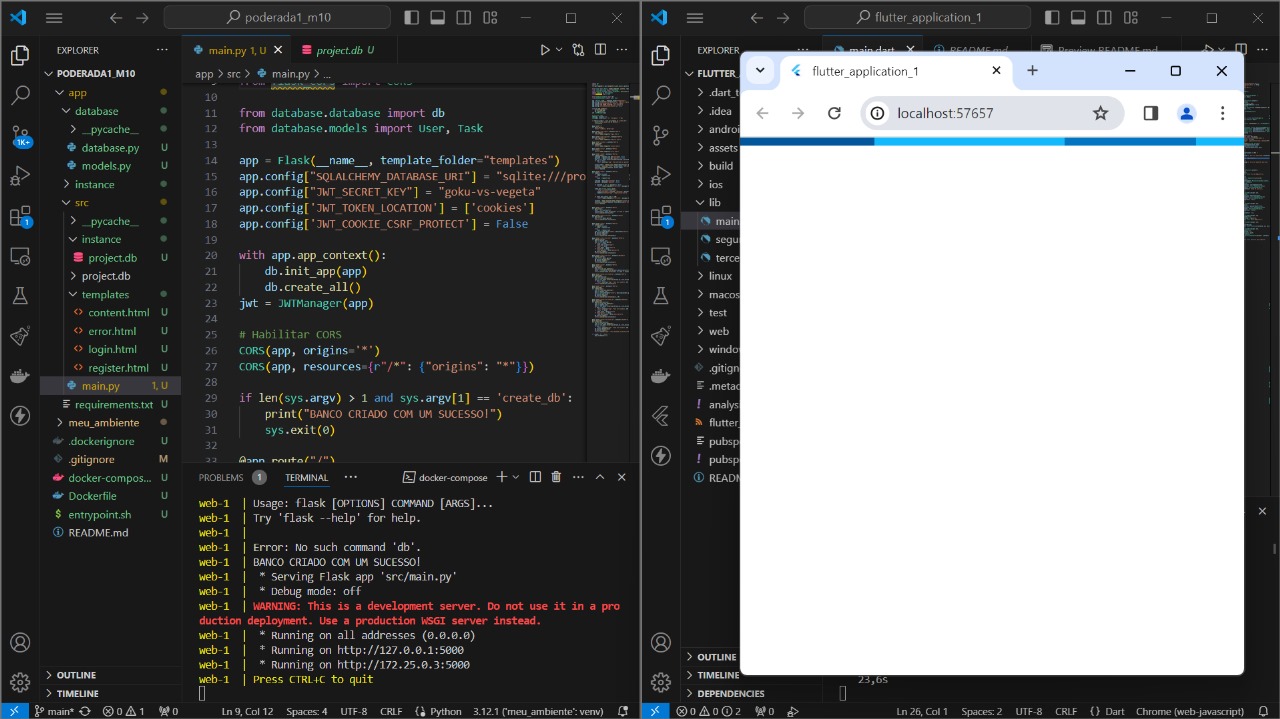 poderada1_m10
EXPLORER
PODERADA1_M10
app
database
__pycache__
database.py U
models.py U
instance
src
__pycache__
instance
project.db U
project.db
templates
content.html U
error.html U
login.html U
register.html U
main.py 1, U
requirements.txt U
meu_ambiente
.dockerignore U
.gitignore M
docker-compos... U
Dockerfile U
entrypoint.sh U
README.md
OUTLINE
TIMELINE
1K+
1
main.py 1, U
project.db U
app > src > main.py > ...
10
11 from database.database import db
12 from database.models import User, Task
13
14 app = Flask(__name__, template_folder="templates")
15 app.config["SQLALCHEMY_DATABASE_URI"] = "sqlite:///pro
16 app.config["JWT_SECRET_KEY"] = "goku-vs-vegeta"
17 app.config['JWT_TOKEN_LOCATION'] = ['cookies']
18 app.config['JWT_COOKIE_CSRF_PROTECT'] = False
19
20 with app.app_context():
21 db.init_app(app)
22 db.create_all()
23 jwt = JWTManager(app)
24
25 # Habilitar CORS
26 CORS(app, origins='*')
27 CORS(app, resources={r"/*": {"origins": "*"}})
28
29 if len(sys.argv) > 1 and sys.argv[1] == 'create_db':
30 print("BANCO CRIADO COM UM SUCESSO!")
31 sys.exit(0)
32
33 @app.route("/")
PROBLEMS 1 TERMINAL ... docker-compose
web-1 | Usage: flask [OPTIONS] COMMAND [ARGS]...
web-1 | Try 'flask --help' for help.
web-1 |
web-1 | Error: No such command 'db'.
web-1 | BANCO CRIADO COM UM SUCESSO!
web-1 | * Serving Flask app 'src/main.py'
web-1 | * Debug mode: off
web-1 | WARNING: This is a development server. Do not use it in a pro
duction deployment. Use a production WSGI server instead.
web-1 | * Running on all addresses (0.0.0.0)
web-1 | * Running on http://127.0.0.1:5000
web-1 | * Running on http://172.25.0.3:5000
web-1 | Press CTRL+C to quit
main* 0 1 0 Ln 9, Col 12 Spaces: 4 UTF-8 CRLF Python 3.12.1 ('meu_ambiente': venv)
flutter_application_1
EXPLORER
FLUTTER_
.dart_t
.idea
androi
assets
build
ios
lib
main
segu
terce
linux
macos
test
web
windo
.gitign
.metac
analys
flutter_
pubsp
pubsp
READ
OUTLINE
TIMELINE
DEPENDENCIES
1
main.dart
README.md
Preview README.md
flutter_application_1
localhost:57657
23,6s
0 0 2 0 Ln 26, Col 1 Spaces: 2 UTF-8 CRLF {} Dart Chrome (web-javascript)